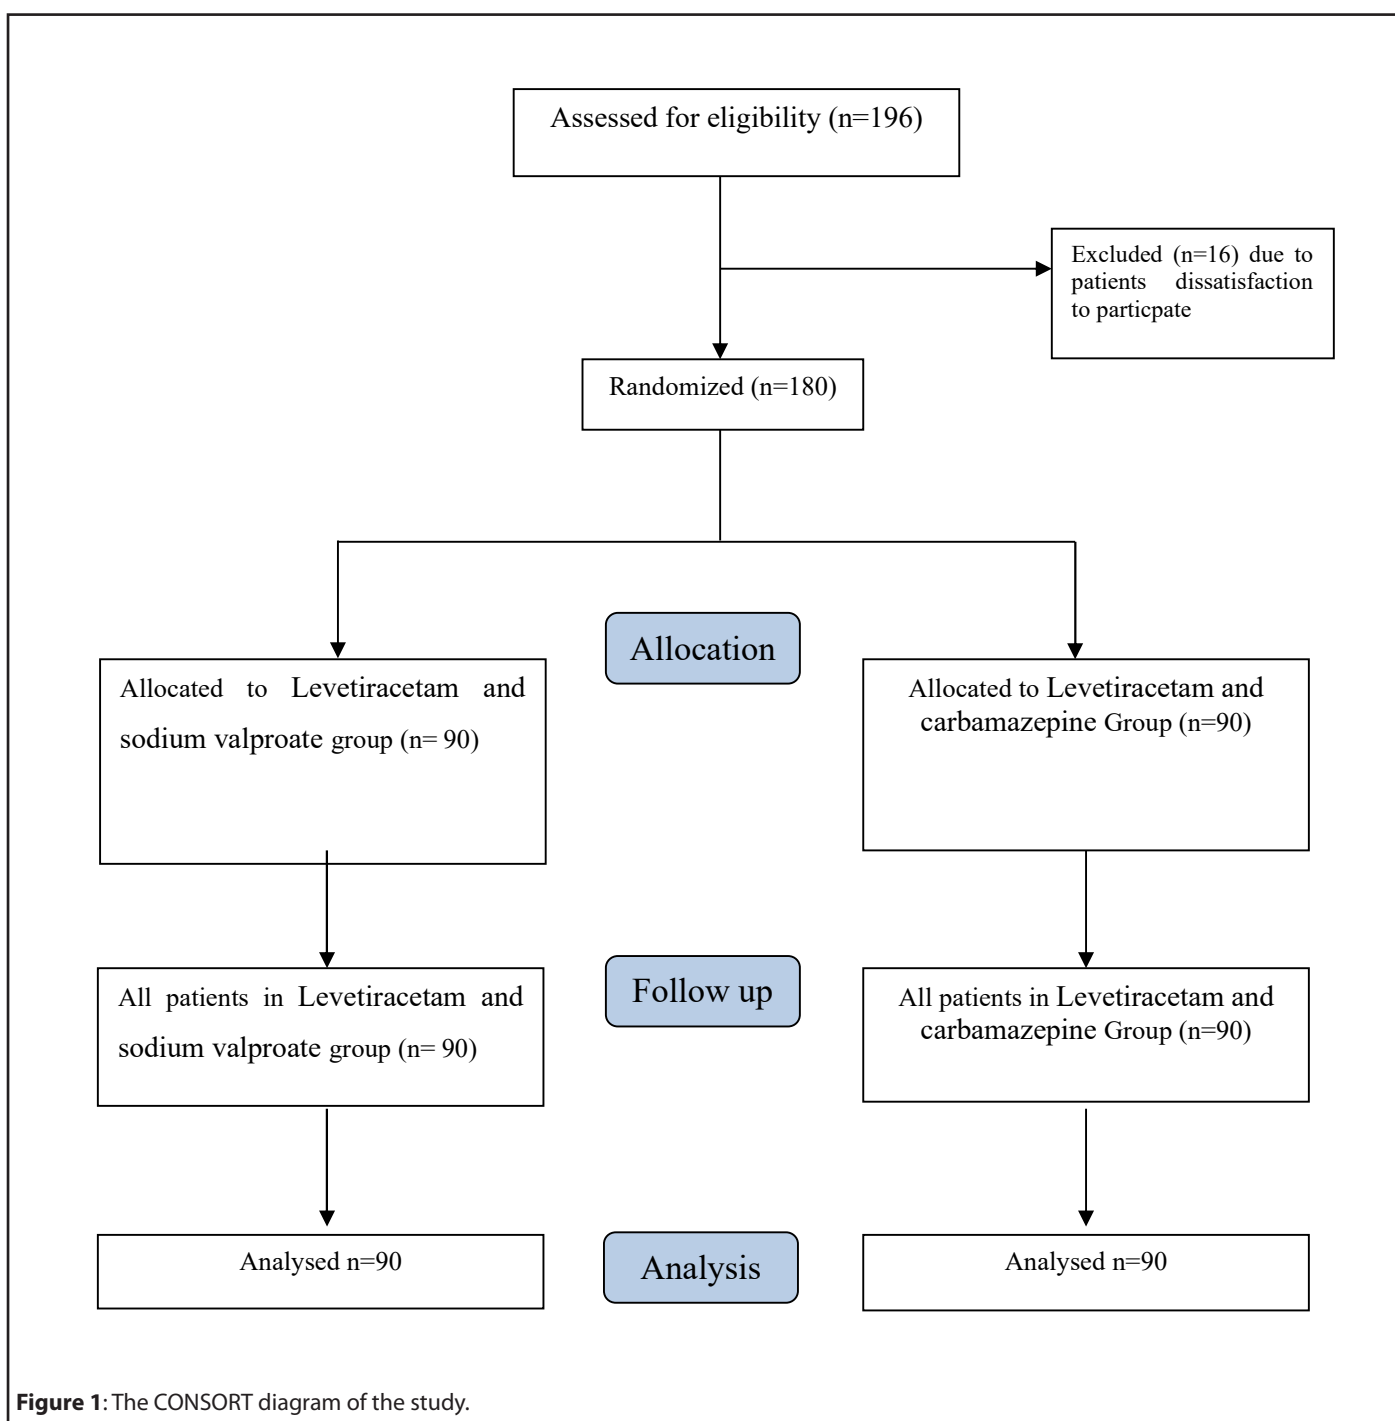 Assessed for eligibility (n=196)
Excluded (n=16) due to
patients dissatisfaction
to particpate
Randomized (n=180)
Allocation
Allocated to Levetiracetam and
sodium valproate group (n= 90)
Allocated to Levetiracetam and
carbamazepine Group (n=90)
Follow up
All patients in Levetiracetam and
sodium valproate group (n= 90)
All patients in Levetiracetam and
carbamazepine Group (n=90)
Analysed n=90
Analysis
Analysed n=90
Figure 1: The CONSORT diagram of the study.